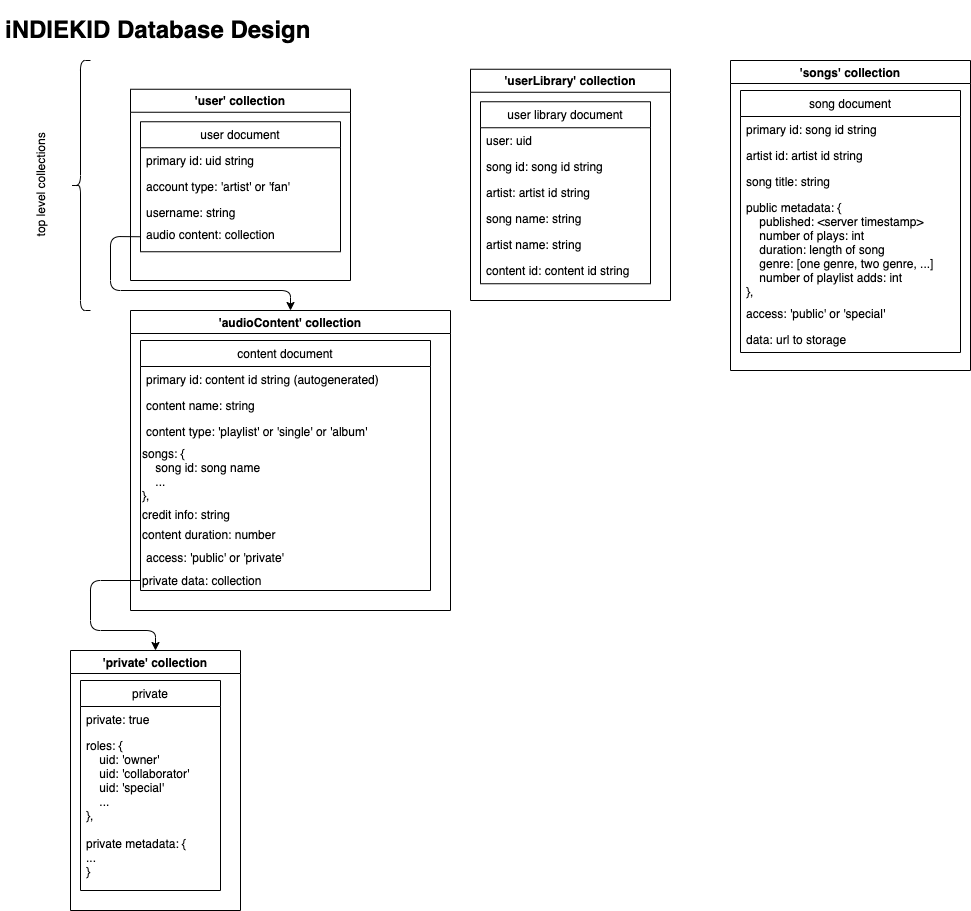 iNDIEKID Database Design
top level collections
'user' collection
user document
primary id: uid string
account type: 'artist' or 'fan'
username: string
audio content: collection
'userLibrary' collection
user library document
user: uid
song id: song id string
artist: artist id string
song name: string
artist name: string
content id: content id string
'songs' collection
song document
primary id: song id string
artist id: artist id string
song title: string
public metadata: {
published: <server timestamp>
number of plays: int
duration: length of song
genre: [one genre, two genre, ...]
number of playlist adds: int
},
access: 'public' or 'special'
data: url to storage
'audioContent' collection
content document
primary id: content id string (autogenerated)
content name: string
content type: 'playlist' or 'single' or 'album'
songs: {
song id: song name
...
},
credit info: string
content duration: number
access: 'public' or 'private'
private data: collection
'private' collection
private
private: true
roles: {
uid: 'owner'
uid: 'collaborator'
uid: 'special'
...
},
private metadata: {
...
}